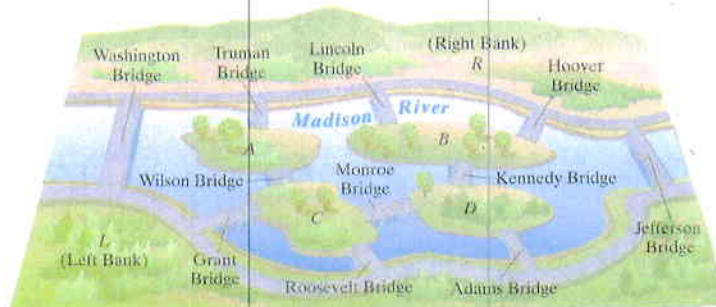 Washington
Bridge
Truman
Bridge
Lincoln
Bridge
(Right Bank)
R
Hoover
Bridge
Madison River
A
B
Wilson Bridge
Monroe
Bridge
Kennedy Bridge
C
D
L
(Left Bank)
Grant
Bridge
Roosevelt Bridge
Adams Bridge
Jefferson
Bridge